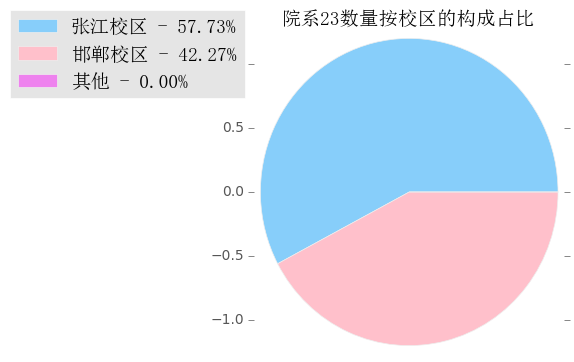 院系23数量按校区的构成占比
张江校区 - 57.73%
邯郸校区 - 42.27%
其他 - 0.00%
0.5
0.0
−0.5
−1.0